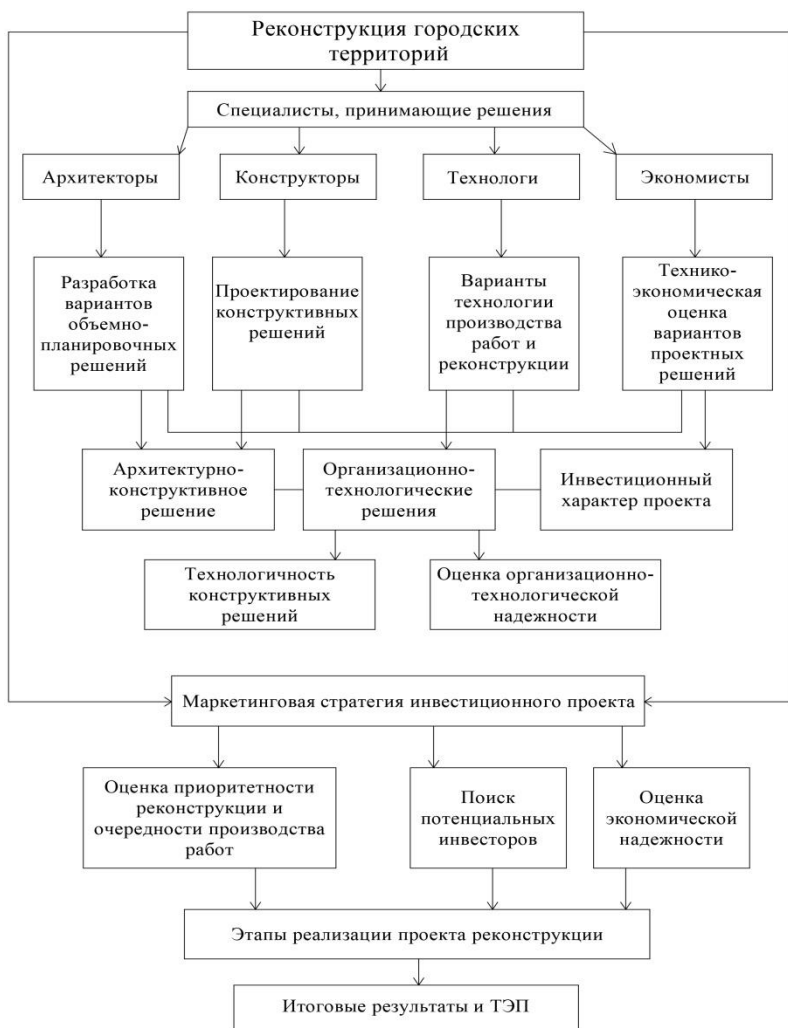 Реконструкция городских
территорий
Специалисты, принимающие решения
Архитекторы
Конструкторы
Технологи
Экономисты
Разработка
вариантов
объемно-
планировочных
решений
Проектирование
конструктивных
решений
Варианты
технологии
производства
работ и
реконструкции
Технико-
экономическая
оценка
вариантов
проектных
решений
Архитектурно-
конструктивное
решение
Организационно-
технологические
решения
Инвестиционный
характер проекта
Технологичность
конструктивных
решений
Оценка организационно-
технологической
надежности
Маркетинговая стратегия инвестиционного проекта
Оценка приоритетности
реконструкции и
очередности производства
работ
Поиск
потенциальных
инвесторов
Оценка
экономической
надежности
Этапы реализации проекта реконструкции
Итоговые результаты и ТЭП